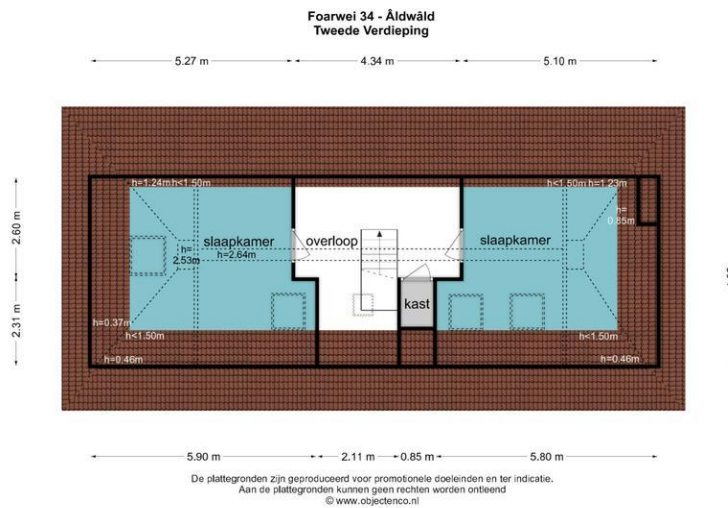 Foarwei 34 - Âldwâld
Tweede Verdieping
5.27 m
4.34 m
5.10 m
h=1.24m
h<1.50m
h<1.50m
h=1.23m
h=
0.85m
2.60 m
slaapkamer
overloop
slaapkamer
h=
2.53m
h=2.64m
kast
2.31 m
h=0.37m
h<1.50m
h<1.50m
h=0.46m
h=0.46m
5.90 m
2.11 m
0.85 m
5.80 m
De plattegronden zijn geproduceerd voor promotionele doeleinden en ter indicatie.
Aan de plattegronden kunnen geen rechten worden ontleend
© www.objectenco.nl